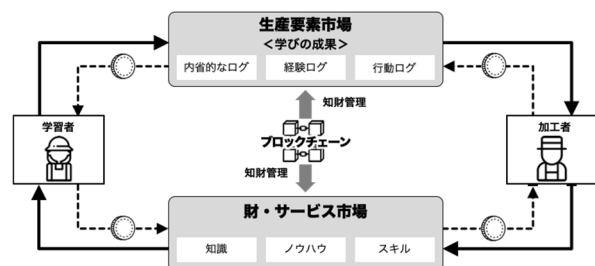 生産要素市場
＜学びの成果＞
内省的なログ
経験ログ
行動ログ
知財管理
学習者
ブロックチェーン
加工者
知財管理
財・サービス市場
知識
ノウハウ
スキル